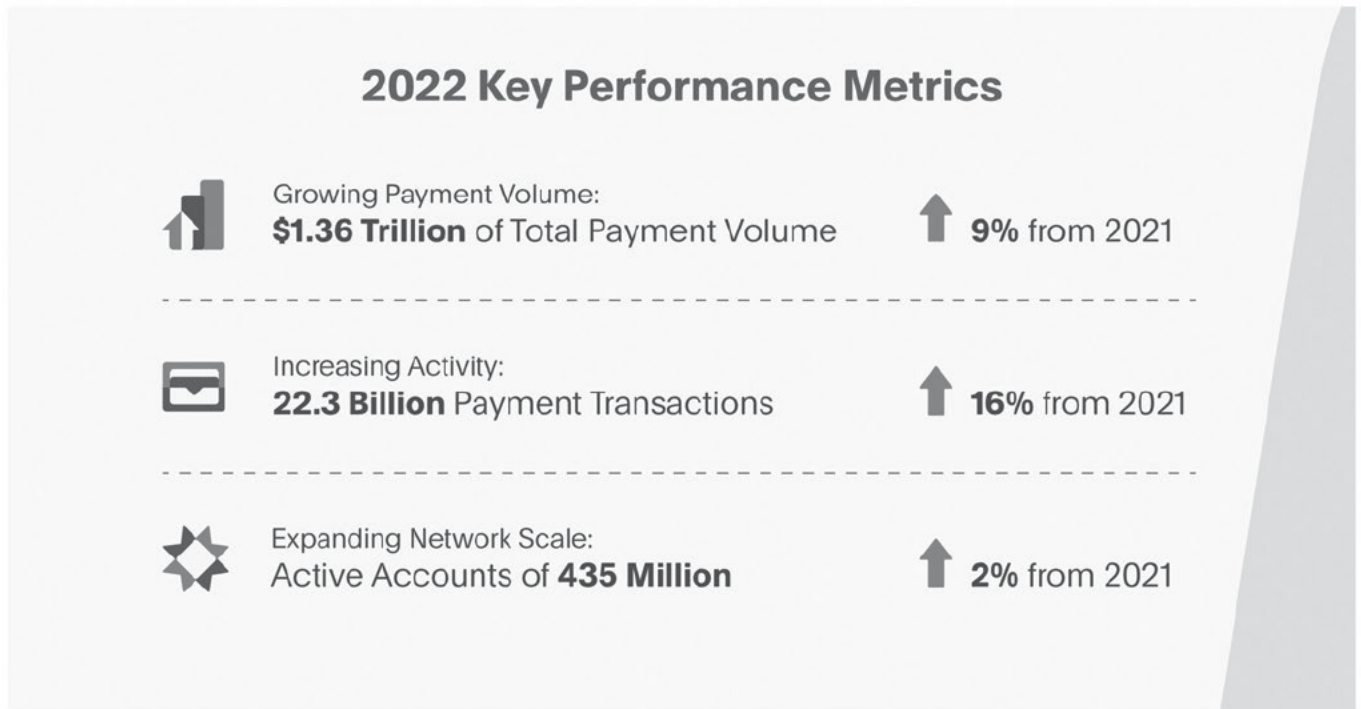 2022 Key Performance Metrics
Growing Payment Volume:
$1.36 Trillion of Total Payment Volume
9% from 2021
Increasing Activity:
22.3 Billion Payment Transactions
16% from 2021
Expanding Network Scale:
Active Accounts of 435 Million
2% from 2021